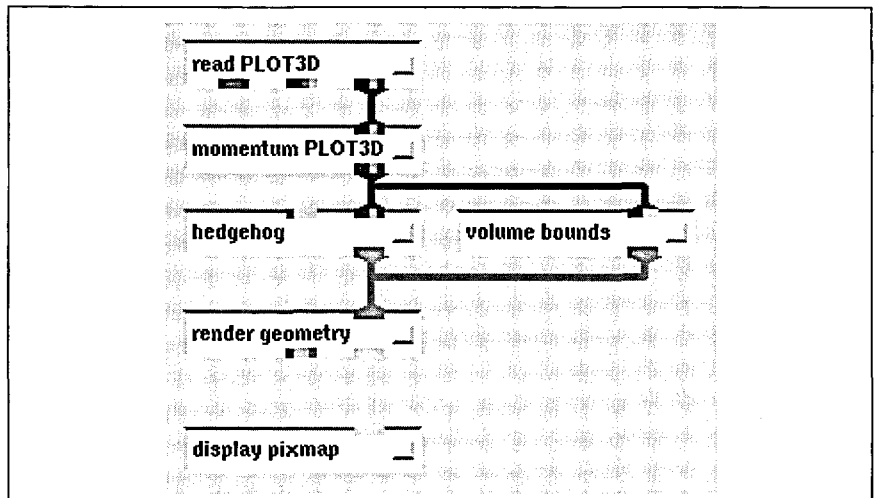 read PLOT3D
momentum PLOT3D
hedgehog
volume bounds
render geometry
display pixmap